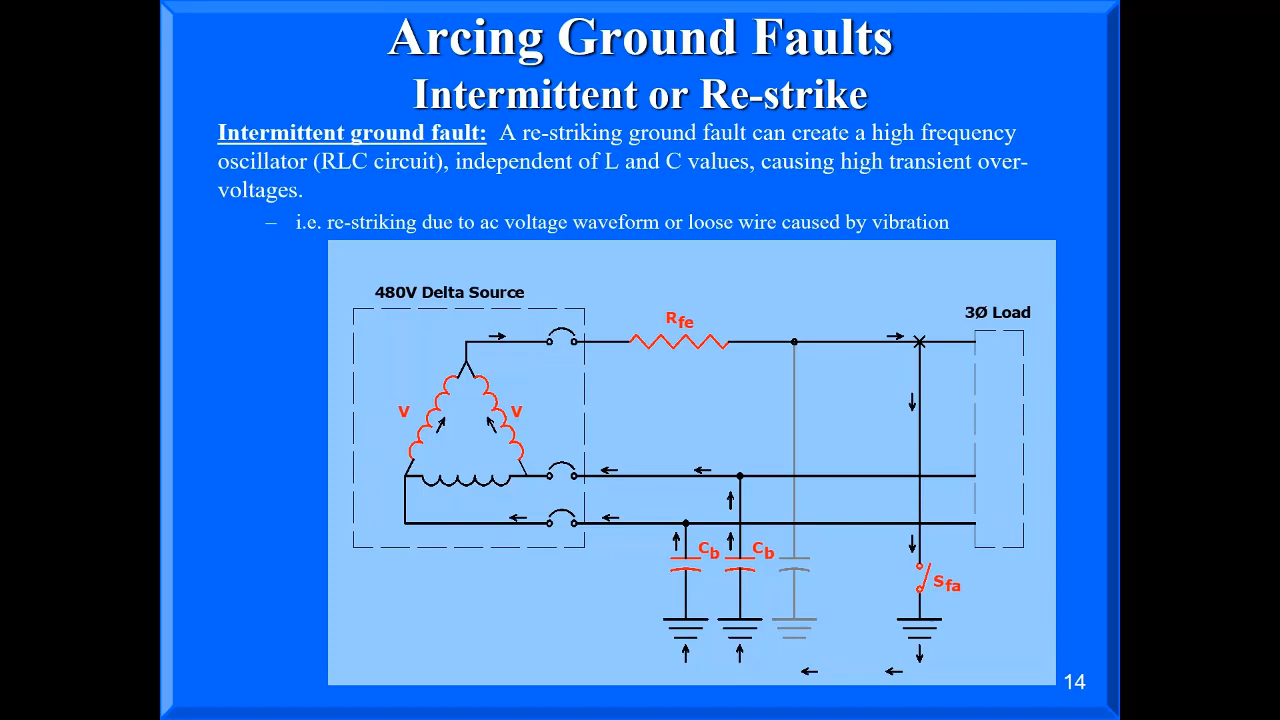 Arcing Ground Faults
Intermittent or Re-strike
Intermittent ground fault: A re-striking ground fault can create a high frequency
oscillator (RLC circuit), independent of L and C values, causing high transient over-
voltages.
– i.e. re-striking due to ac voltage waveform or loose wire caused by vibration
480V Delta Source
3Ø Load
Rfe
V V
Cb Cb
Sfa
14